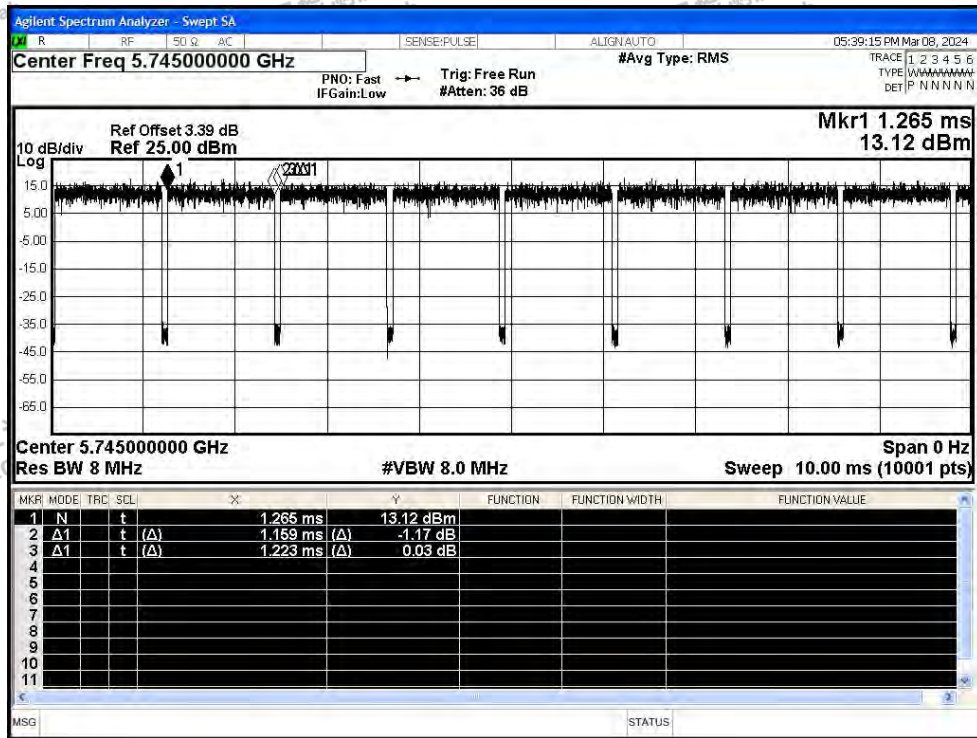 Agilent Spectrum Analyzer - Swept SA
LXI R RF 50 Ω AC SENSE:PULSE ALIGN AUTO 05:39:15 PM Mar 08, 2024
Center Freq 5.745000000 GHz
PNO: Fast
IFGain:Low
Trig: Free Run
#Atten: 36 dB
#Avg Type: RMS
TRACE 1 2 3 4 5 6
TYPE WWWWWW
DET P N N N N N
Mkr1 1.265 ms
13.12 dBm
Ref Offset 3.39 dB
10 dB/div Ref 25.00 dBm
Log
1
15.0
5.00
-5.00
-15.0
-25.0
-35.0
-45.0
-55.0
-65.0
Center 5.745000000 GHz Span 0 Hz
Res BW 8 MHz #VBW 8.0 MHz Sweep 10.00 ms (10001 pts)
MKR MODE TRC SCL X Y FUNCTION FUNCTION WIDTH FUNCTION VALUE
1 N t 1.265 ms 13.12 dBm
2 Δ1 t (Δ) 1.159 ms (Δ) -1.17 dB
3 Δ1 t (Δ) 1.223 ms (Δ) 0.03 dB
4
5
6
7
8
9
10
11
MSG STATUS